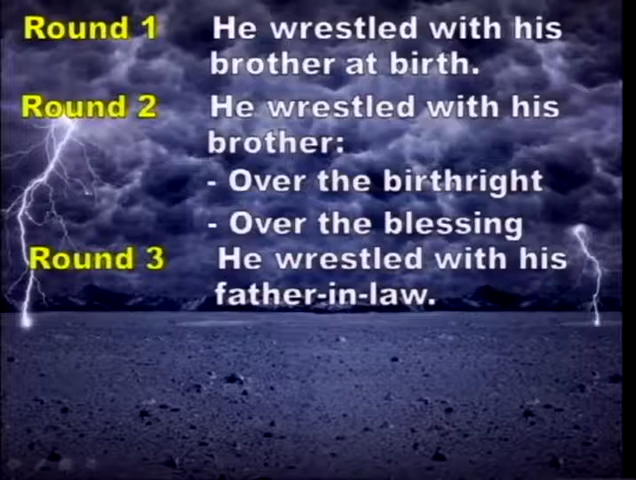 Round 1 He wrestled with his
brother at birth.
Round 2 He wrestled with his
brother:
- Over the birthright
- Over the blessing
Round 3 He wrestled with his
father-in-law.